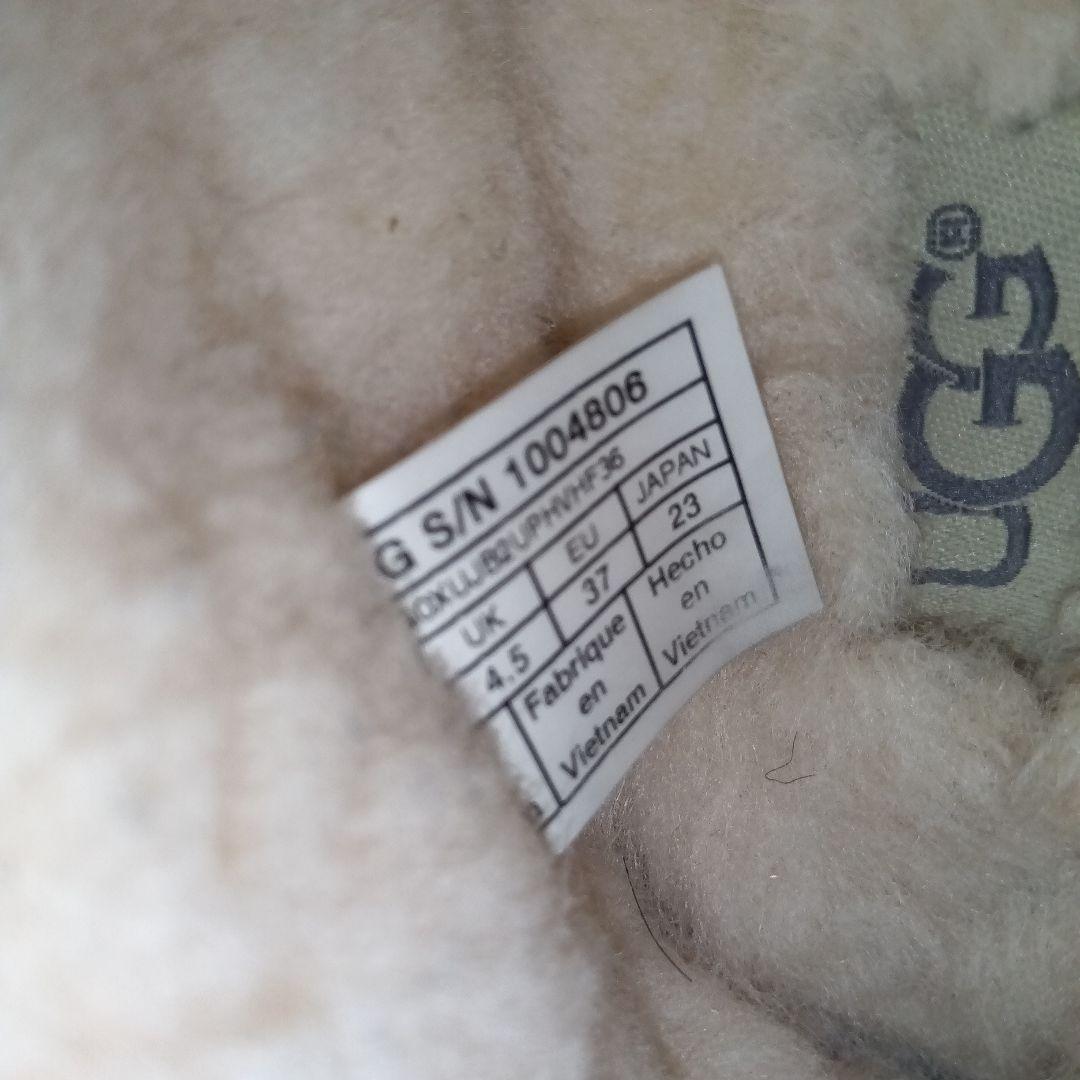 G S/N 1004806
UK EU JAPAN
4.5 37 23
Fabrique en Vietnam
Hecho en Vietnam
UGG®